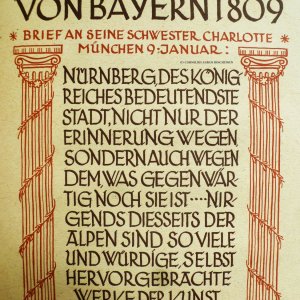 VON BAYERN 1809
* BRIEF AN SEINE SCHWESTER CHARLOTTE *
MÜNCHEN 9·JANUAR:
NÜRNBERG, DES KÖNIG
REICHES BEDEUTENDSTE
STADT, NICHT NUR DER
ERINNERUNG WEGEN,
SONDERN AUCH WEGEN
DEM, WAS GEGENWÄR-
TIG NOCH SIE IST····NIR-
GENDS DIESSEITS DER
ALPEN SIND SO VIELE
UND WÜRDIGE, SELBST
HERVORGEBRACHTE
WERKE DER KUNST